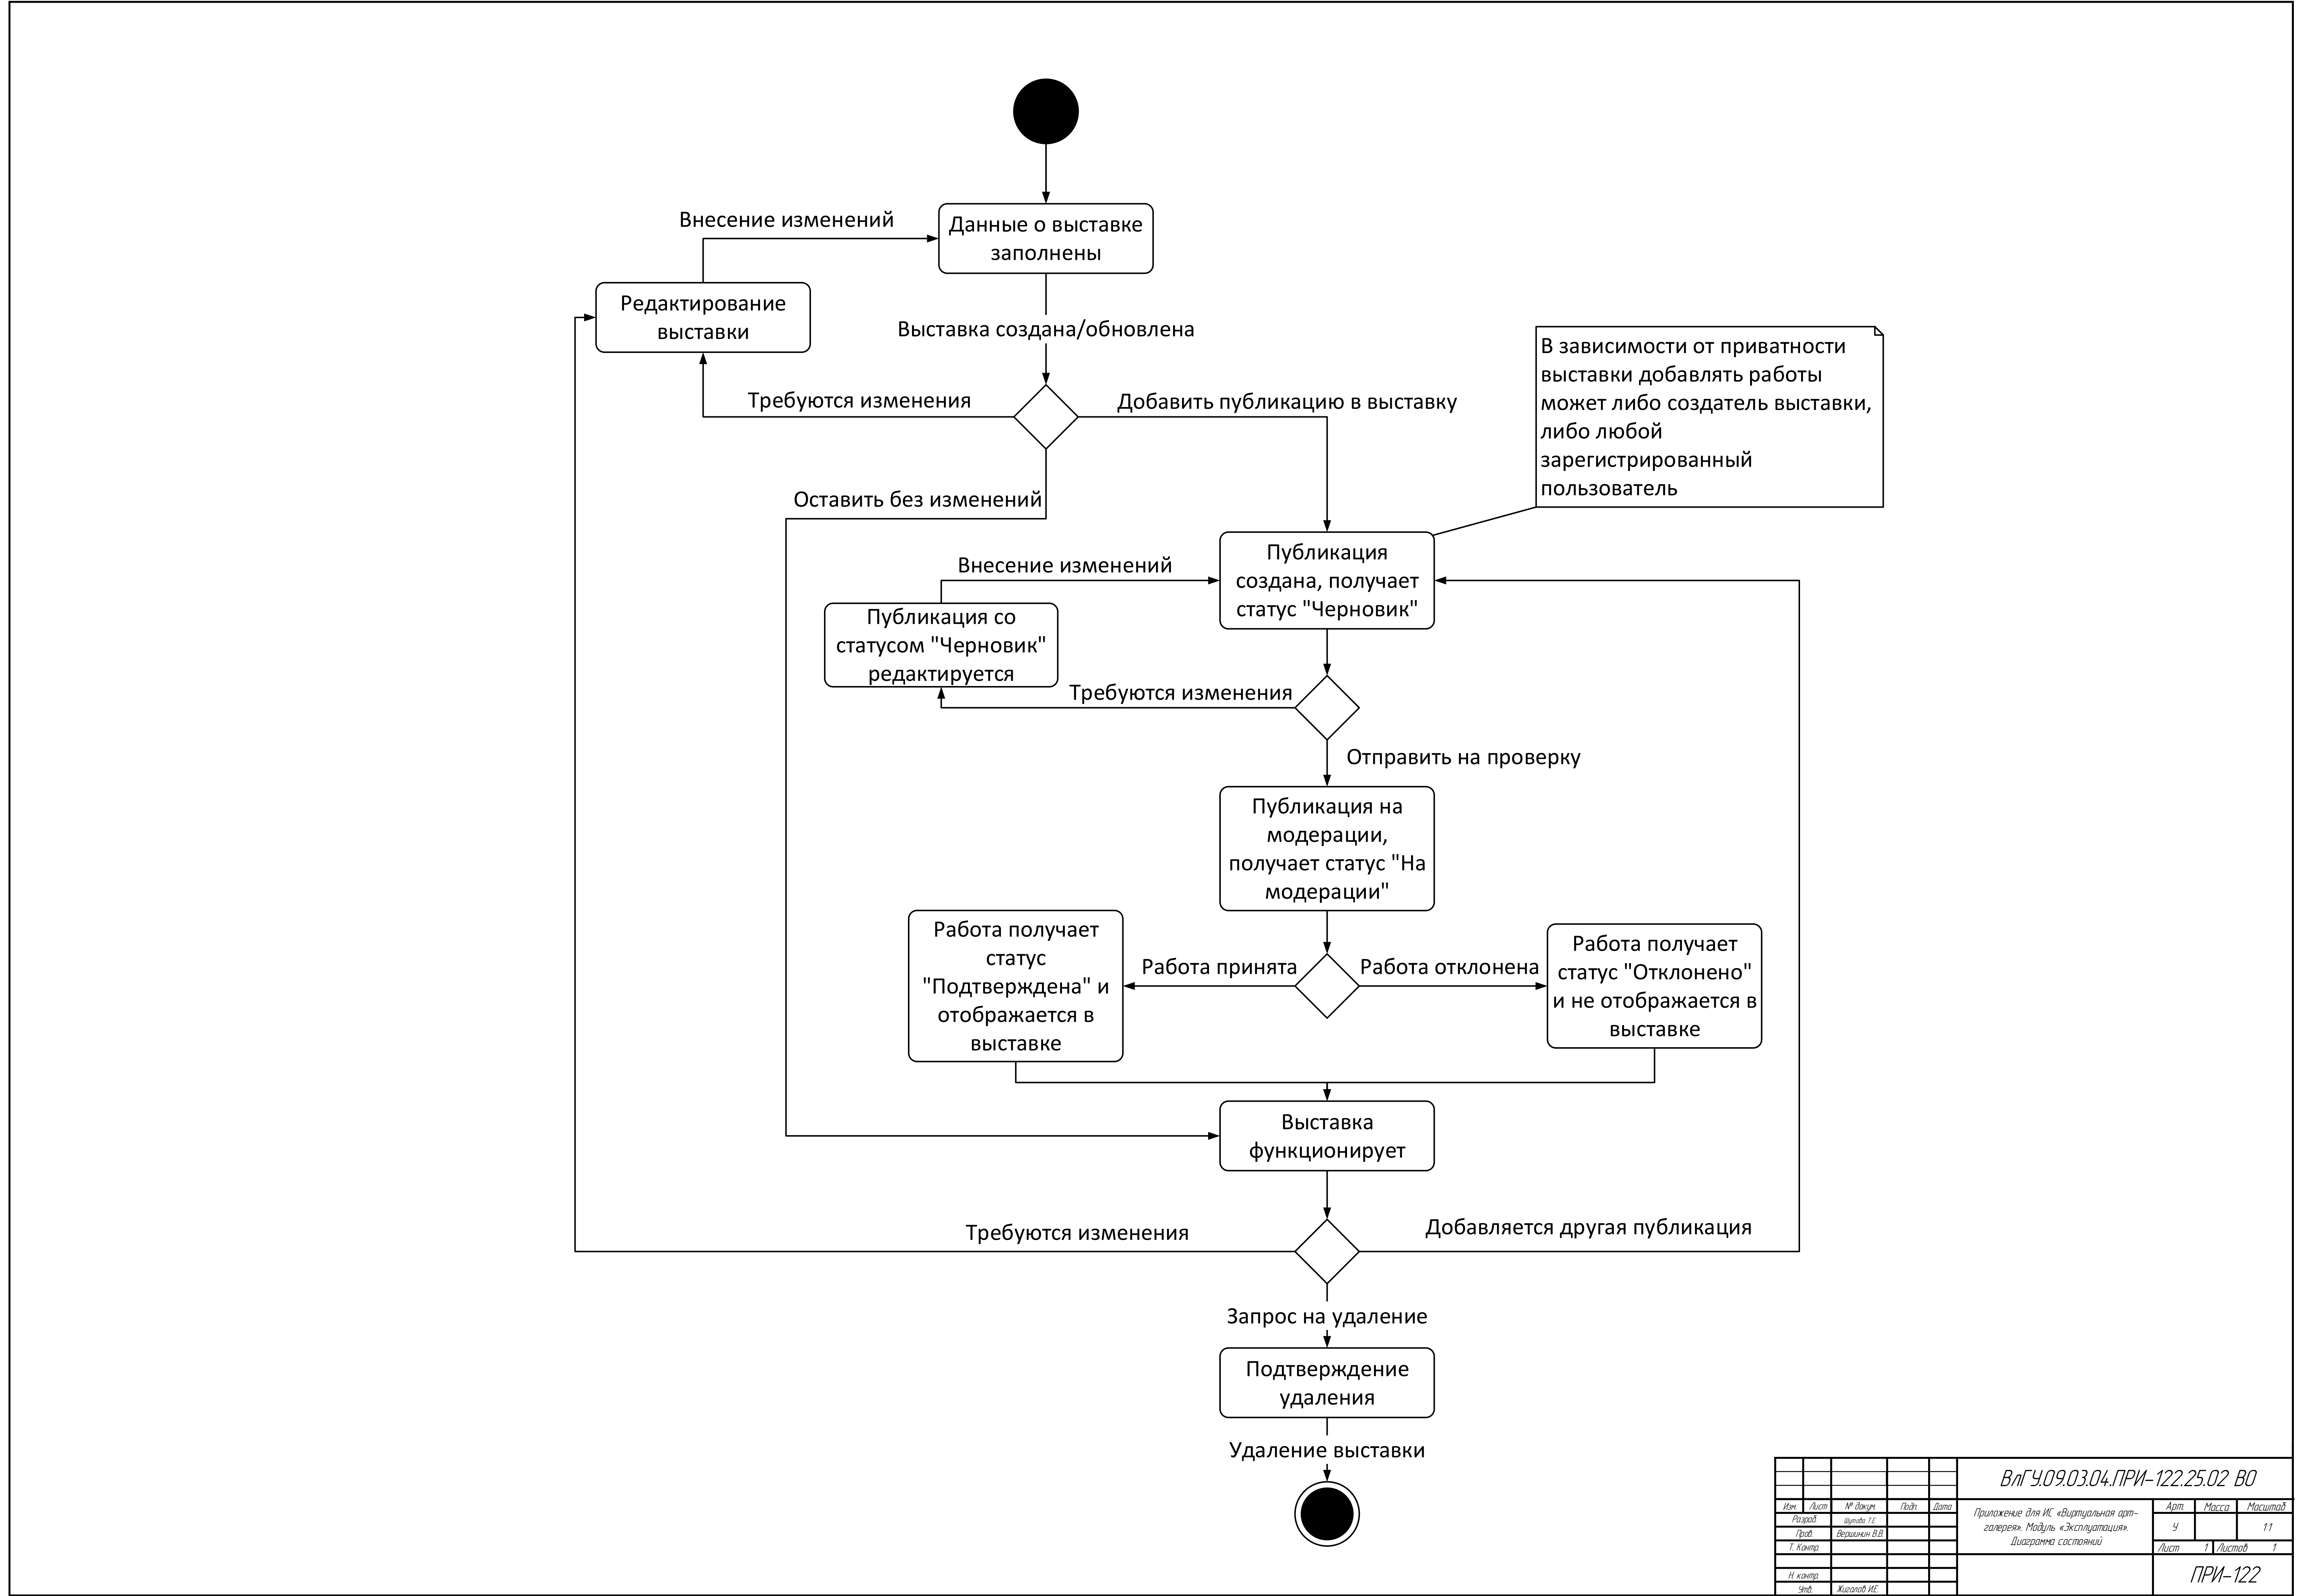 Внесение изменений
Данные о выставке
заполнены
Редактирование
выставки
Выставка создана/обновлена
В зависимости от приватности
выставки добавлять работы
может либо создатель выставки,
либо любой
зарегистрированный
пользователь
Требуются изменения
Добавить публикацию в выставку
Оставить без изменений
Публикация
создана, получает
статус "Черновик"
Внесение изменений
Публикация со
статусом "Черновик"
редактируется
Требуются изменения
Отправить на проверку
Публикация на
модерации,
получает статус "На
модерации"
Работа получает
статус
"Подтверждена" и
отображается в
выставке
Работа принята
Работа отклонена
Работа получает
статус "Отклонено"
и не отображается в
выставке
Выставка
функционирует
Требуются изменения
Добавляется другая публикация
Запрос на удаление
Подтверждение
удаления
Удаление выставки
ВлГУ.09.03.04.ПРИ-122.25.02 ВО
Изм. Лист № докум. Подп. Дата
Разраб. Шутова Т.Е.
Пров. Вершинин В.В.
Т. Контр.
Н. контр.
Утв. Жигалов И.Е.
Приложение для ИС «Виртуальная арт-
галерея». Модуль «Эксплуатация».
Диаграмма состояний
Арт. Масса Масштаб
У 1:1
Лист 1 Листов 1
ПРИ-122